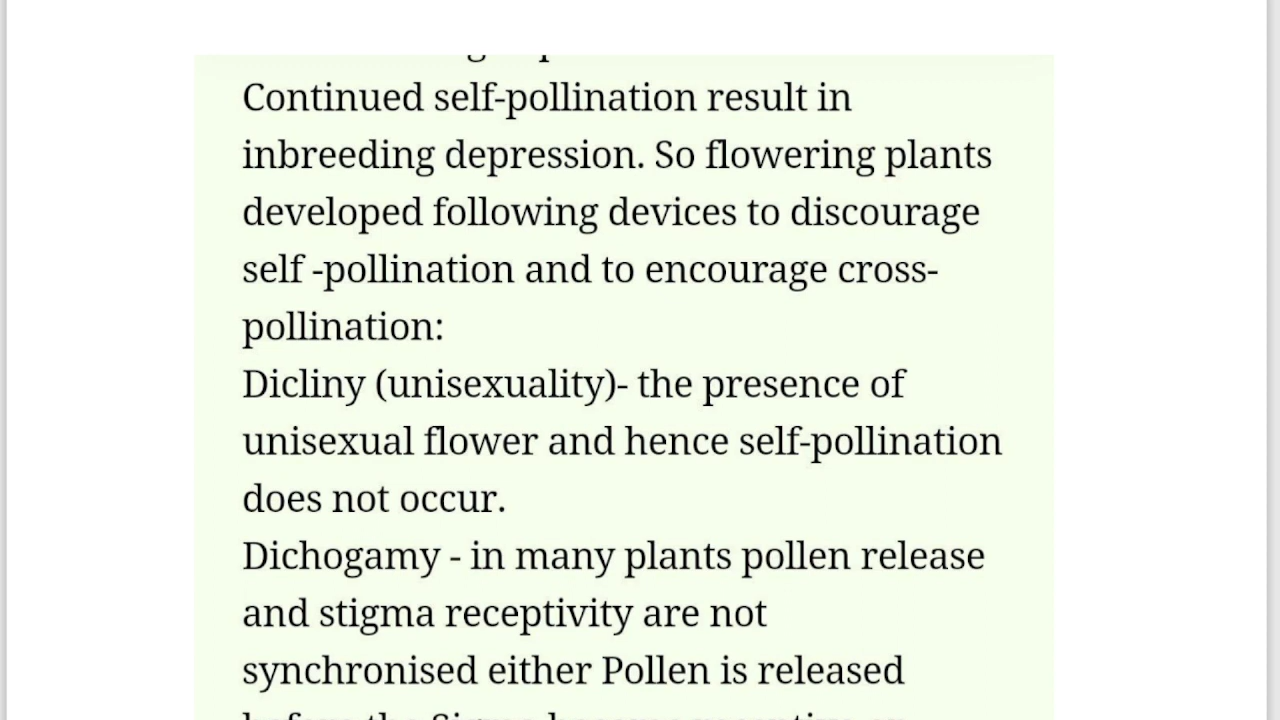 Continued self-pollination result in
inbreeding depression. So flowering plants
developed following devices to discourage
self -pollination and to encourage cross-
pollination:
Dicliny (unisexuality)- the presence of
unisexual flower and hence self-pollination
does not occur.
Dichogamy - in many plants pollen release
and stigma receptivity are not
synchronised either Pollen is released